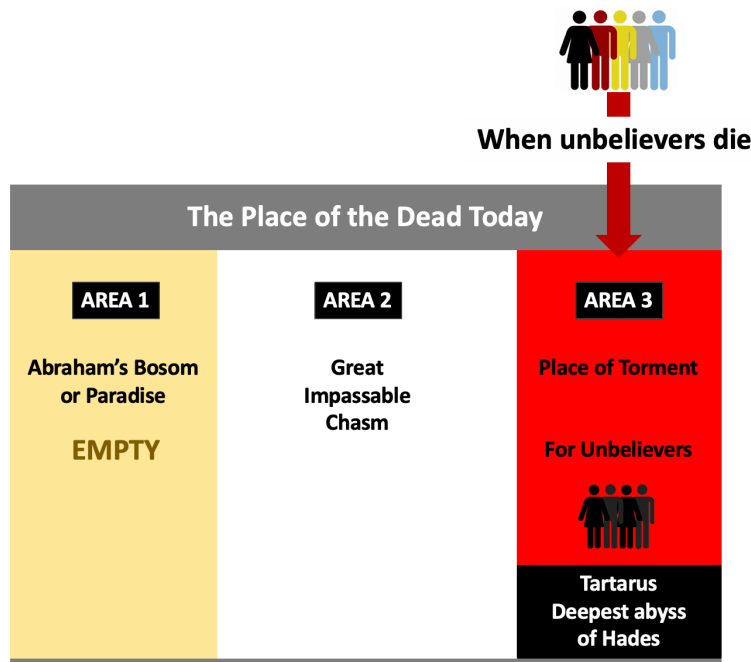 When unbelievers die
The Place of the Dead Today
AREA 1
Abraham’s Bosom
or Paradise
EMPTY
AREA 2
Great
Impassable
Chasm
AREA 3
Place of Torment
For Unbelievers
Tartarus
Deepest abyss
of Hades